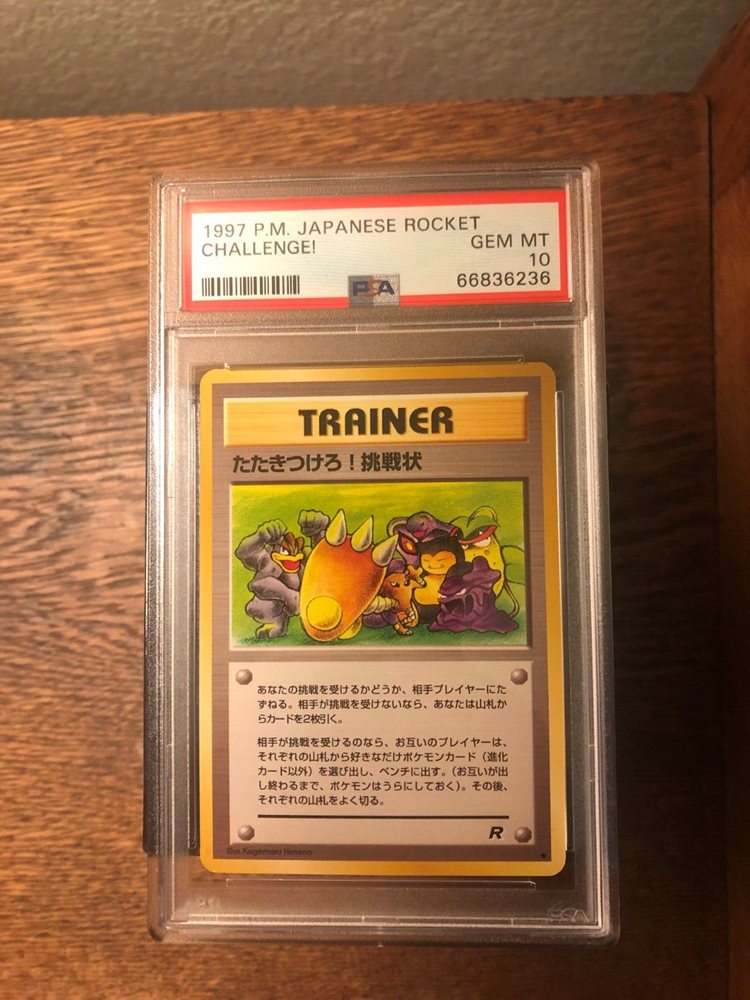 1997 P.M. JAPANESE ROCKET
CHALLENGE! GEM MT
10
PSA 66836236
TRAINER
たたきつけろ！挑戦状
あなたの挑戦を受けるかどうか、相手プレイヤーにた
ずねる。相手が挑戦を受けないなら、あなたは山札か
らカードを2枚引く。
相手が挑戦を受けるのなら、お互いのプレイヤーは、
それぞれの山札から好きなだけポケモンカード（進化
カード以外）を選び出し、ベンチに出す。（お互いが出
し終わるまで、ポケモンはうらにしておく）。その後、
それぞれの山札をよく切る。
R
Illus. Kagemaru Himeno
PSA